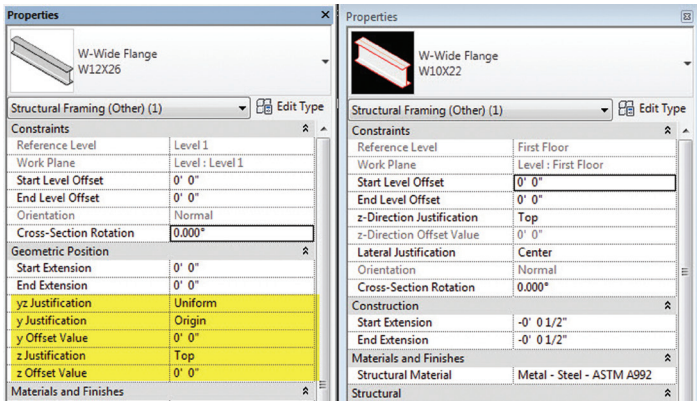 Properties
W-Wide Flange
W12X26
Structural Framing (Other) (1)
Edit Type
Constraints
Reference Level Level 1
Work Plane Level : Level 1
Start Level Offset 0' 0"
End Level Offset 0' 0"
Orientation Normal
Cross-Section Rotation 0.000°
Geometric Position
Start Extension 0' 0"
End Extension 0' 0"
yz Justification Uniform
y Justification Origin
y Offset Value 0' 0"
z Justification Top
z Offset Value 0' 0"
Materials and Finishes
Properties
W-Wide Flange
W10X22
Structural Framing (Other) (1)
Edit Type
Constraints
Reference Level First Floor
Work Plane Level : First Floor
Start Level Offset 0' 0"
End Level Offset 0' 0"
z-Direction Justification Top
z-Direction Offset Value 0' 0"
Lateral Justification Center
Orientation Normal
Cross-Section Rotation 0.000°
Construction
Start Extension -0' 0 1/2"
End Extension -0' 0 1/2"
Materials and Finishes
Structural Material Metal - Steel - ASTM A992
Structural